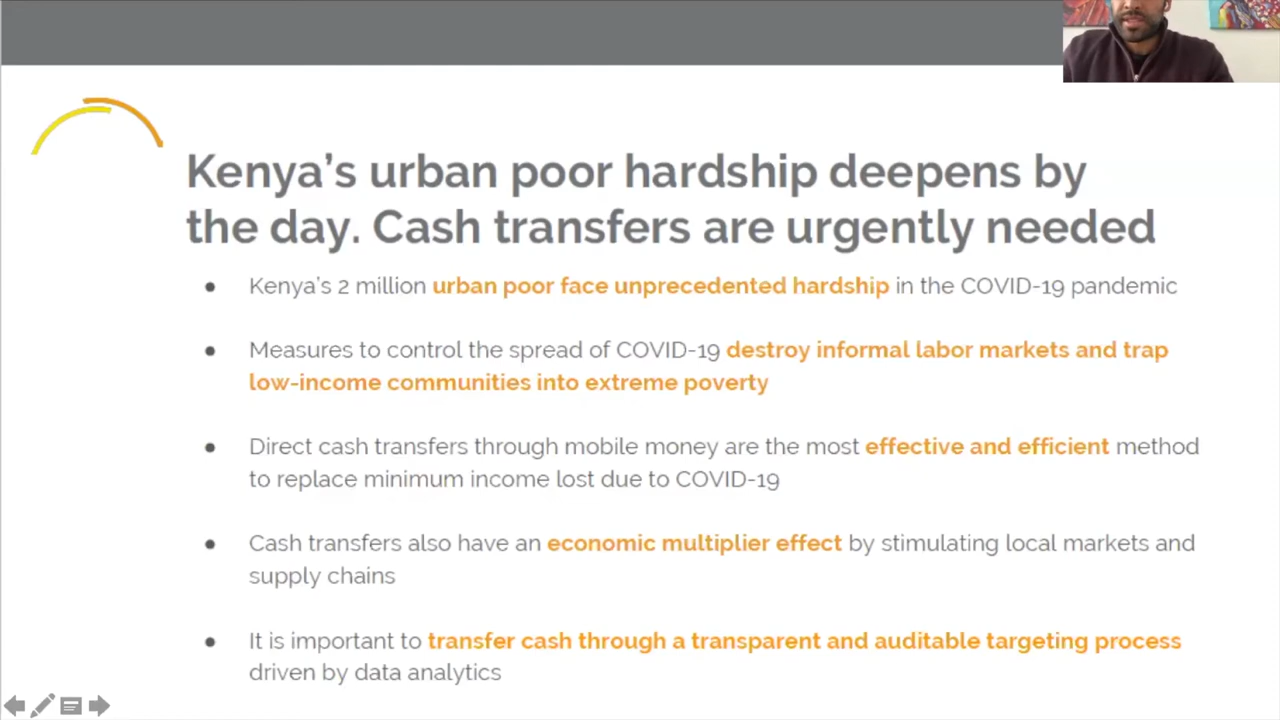 Kenya’s urban poor hardship deepens by
the day. Cash transfers are urgently needed
● Kenya’s 2 million urban poor face unprecedented hardship in the COVID-19 pandemic
● Measures to control the spread of COVID-19 destroy informal labor markets and trap
low-income communities into extreme poverty
● Direct cash transfers through mobile money are the most effective and efficient method
to replace minimum income lost due to COVID-19
● Cash transfers also have an economic multiplier effect by stimulating local markets and
supply chains
● It is important to transfer cash through a transparent and auditable targeting process
driven by data analytics